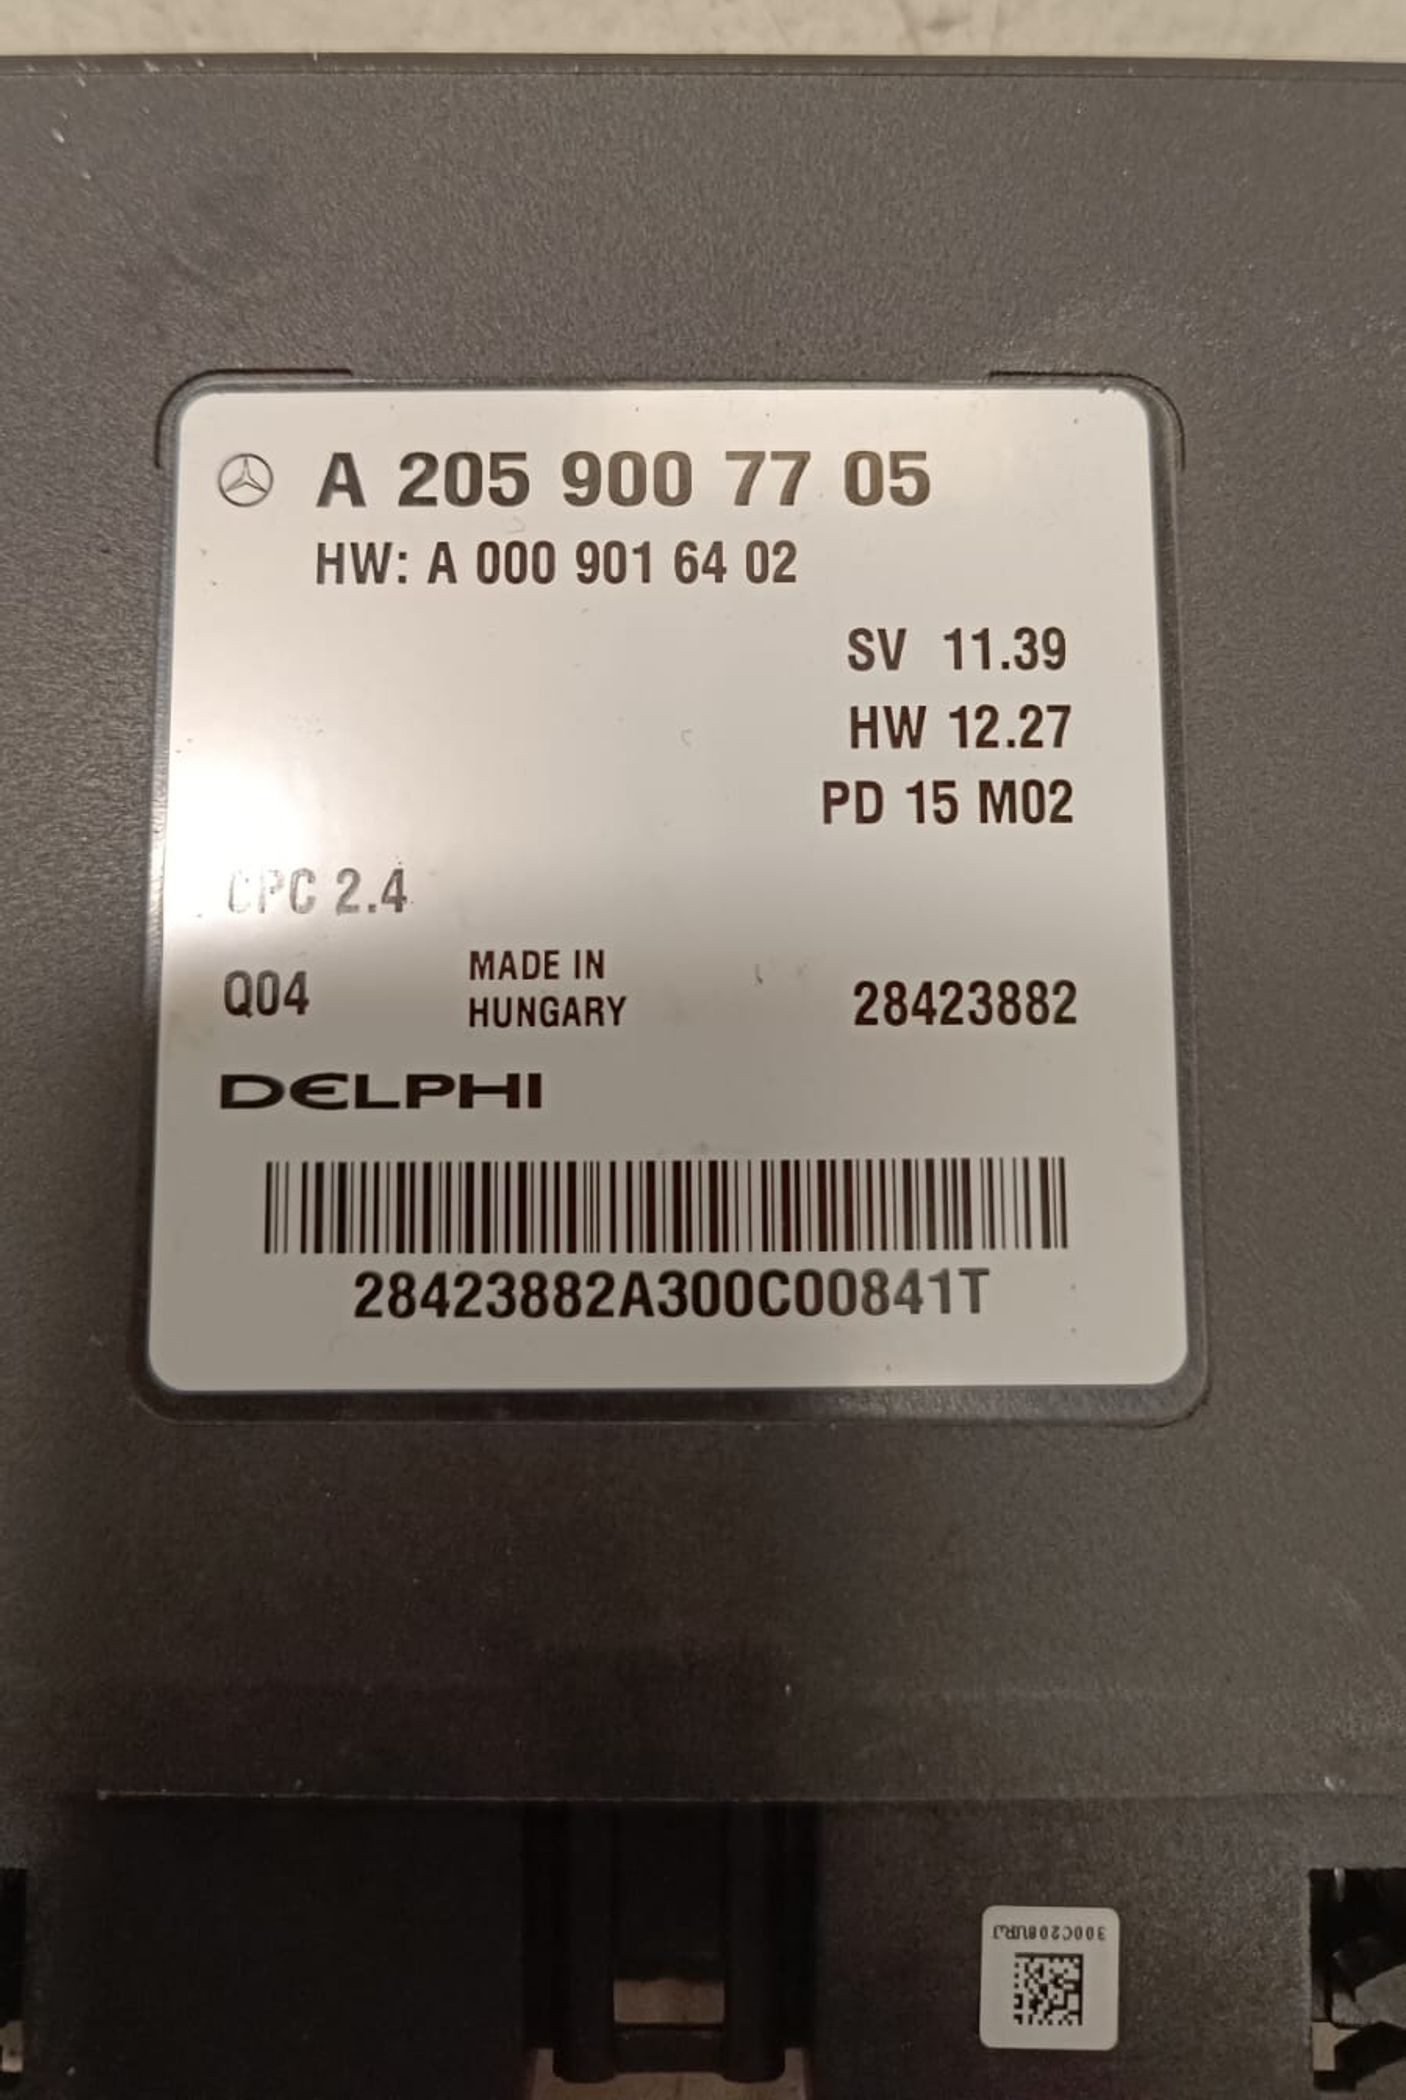 A 205 900 77 05
HW: A 000 901 64 02
SV 11.39
HW 12.27
PD 15 M02
CPC 2.4
Q04
MADE IN
HUNGARY
28423882
DELPHI
28423882A300C00841T
300C208URJ